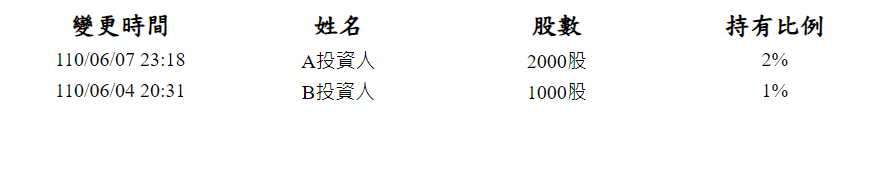 變更時間 姓名 股數 持有比例
110/06/07 23:18 A投資人 2000股 2%
110/06/04 20:31 B投資人 1000股 1%